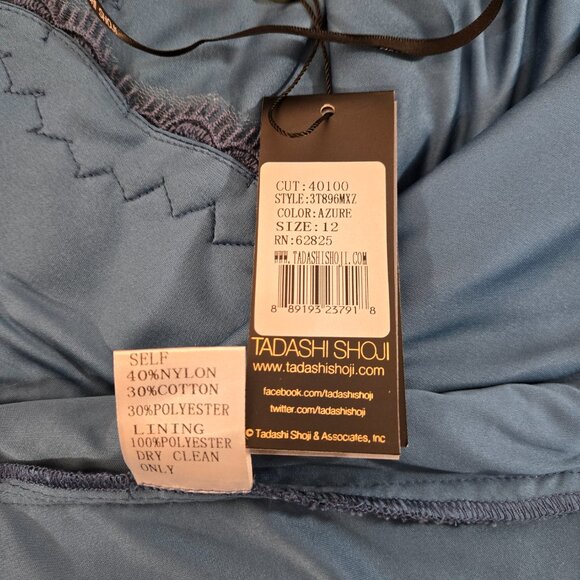 CUT:40100
STYLE:3T896MXZ
COLOR:AZURE
SIZE:12
RN:62825
WWW.TADASHISHOJI.COM
8 89193 23791 8
TADASHI SHOJI
www.tadashishoji.com
facebook.com/tadashishoji
twitter.com/tadashishoji
© Tadashi Shoji & Associates, Inc
SELF
40%NYLON
30%COTTON
30%POLYESTER
LINING
100%POLYESTER
DRY CLEAN
ONLY